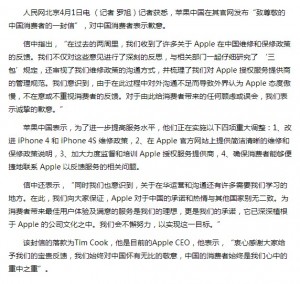 人民网北京4月1日电 （记者 罗旭）记者获悉，苹果中国在其官网发布“致尊敬的
中国消费者的一封信”，对中国消费者表示歉意。
信中指出，“在过去的两周里，我们收到了许多关于 Apple 在中国维修和保修政策
的反馈。我们不仅对这些意见进行了深刻的反思，与相关部门一起仔细研究了 ‘三
包’规定，还审视了我们维修政策的沟通方式，并梳理了我们对 Apple 授权服务提供商
的管理规范。我们意识到，由于在此过程中对外沟通不足而导致外界认为 Apple 态度傲
慢，不在意或不重视消费者的反馈。对于由此给消费者带来的任何顾虑或误会，我们表
示诚挚的歉意”。
苹果中国表示，为了进一步提高服务水平，他们正在实施以下四项重大调整：1、改
进 iPhone 4 和 iPhone 4S 维修政策，2、在 Apple 官方网站上提供简洁清晰的维修和
保修政策说明，3、加大力度监督和培训 Apple 授权服务提供商，4、确保消费者能够便
捷地联系 Apple 以反馈服务的相关问题。
信中还表示，“同时我们也意识到，关于在华运营和沟通还有许多需要我们学习的
地方。在此，我们向大家保证，Apple 对于中国的承诺和热情与其他国家别无二致。为
消费者带来最佳用户体验及满意的服务是我们的理想，更是我们的承诺，它已深深植根
于 Apple 的公司文化之中。我们会不懈努力，以实现这一目标。”
该封信的落款为Tim Cook，他是目前的Apple CEO，他表示，“衷心感谢大家给
予我们的宝贵反馈，我们始终对中国怀有无比的敬意，中国的消费者始终是我们心中的
重中之重”。